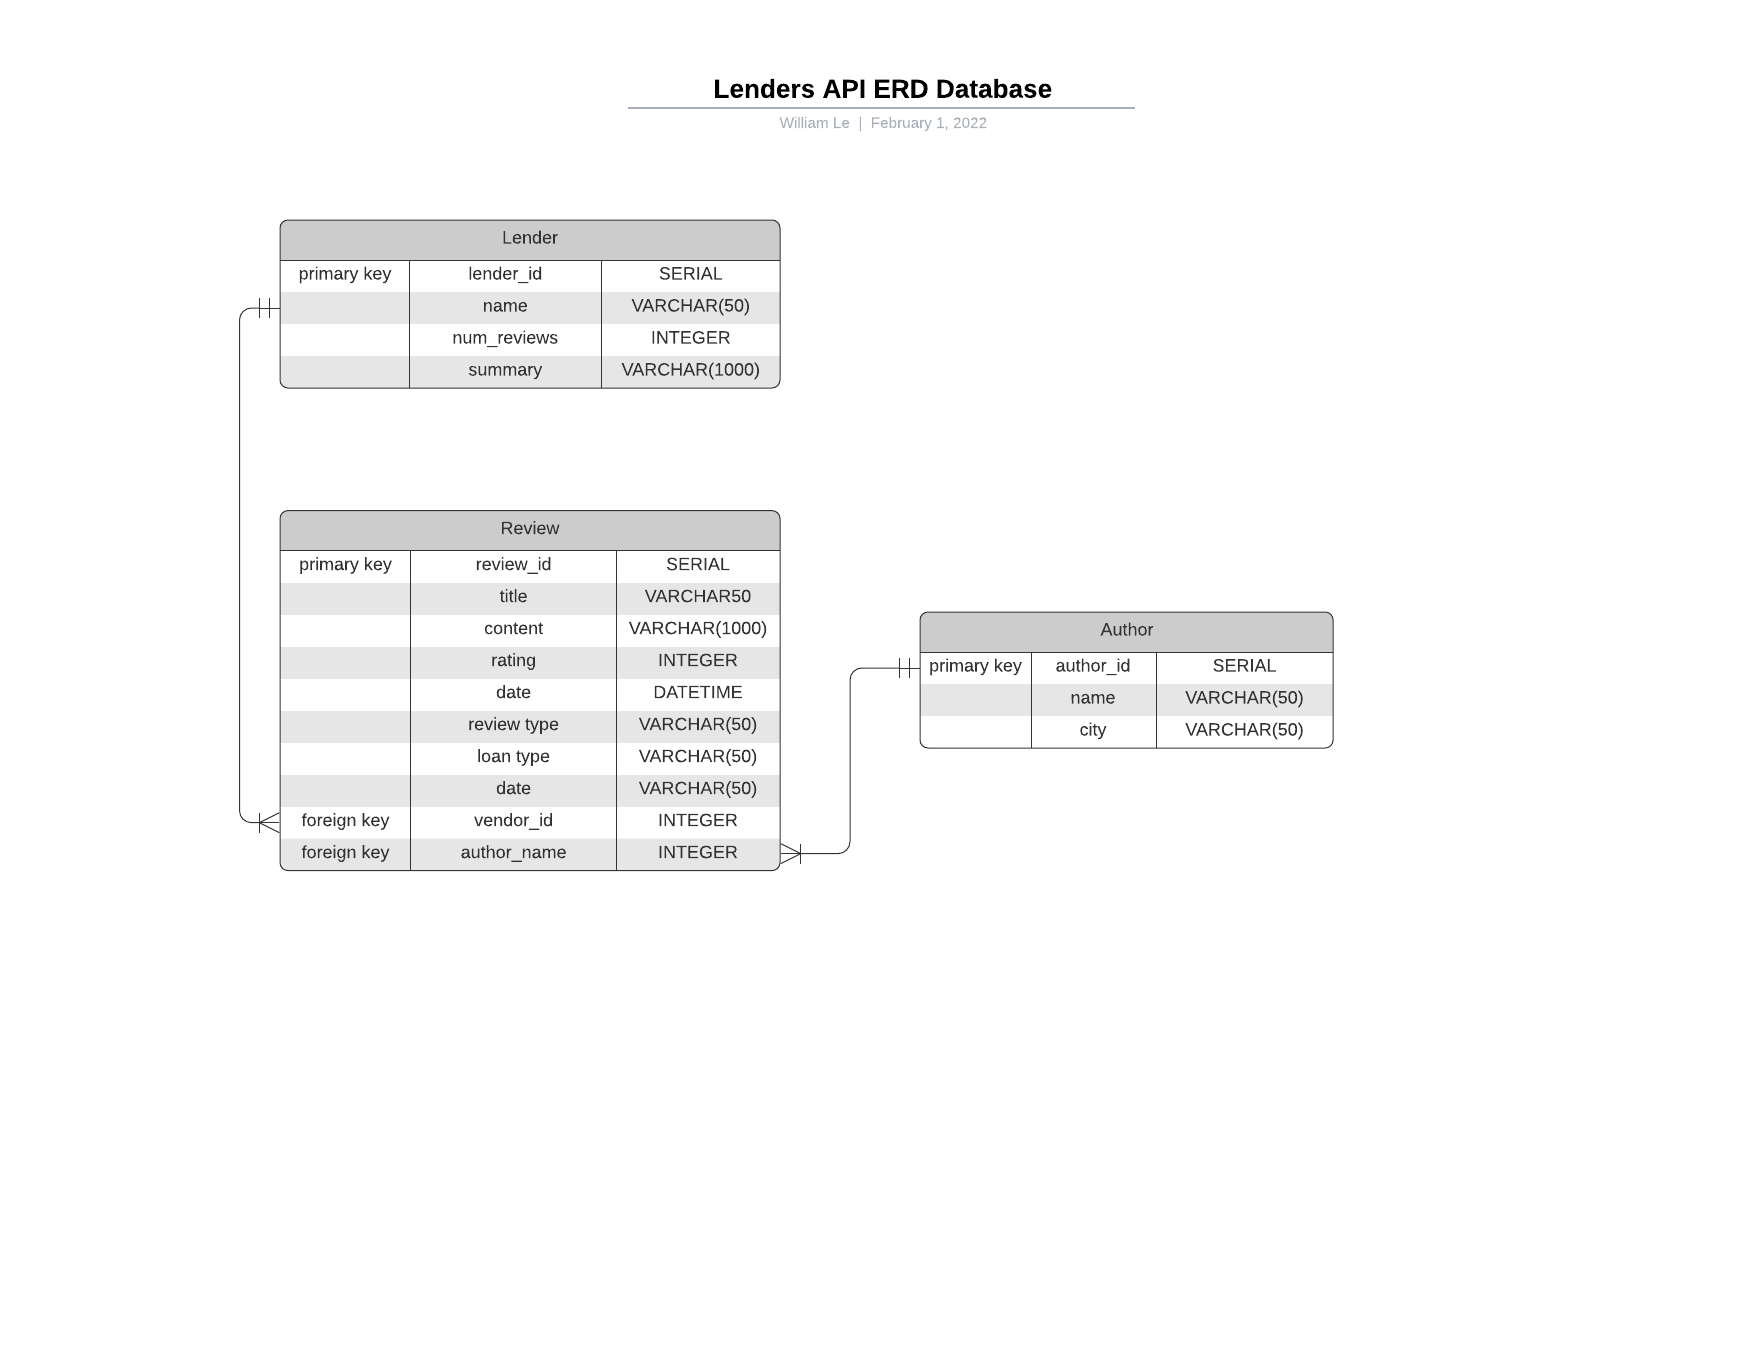 Lenders API ERD Database
William Le | February 1, 2022
Lender
primary key lender_id SERIAL
name VARCHAR(50)
num_reviews INTEGER
summary VARCHAR(1000)
Review
primary key review_id SERIAL
title VARCHAR50
content VARCHAR(1000)
rating INTEGER
date DATETIME
review type VARCHAR(50)
loan type VARCHAR(50)
date VARCHAR(50)
foreign key vendor_id INTEGER
foreign key author_name INTEGER
Author
primary key author_id SERIAL
name VARCHAR(50)
city VARCHAR(50)